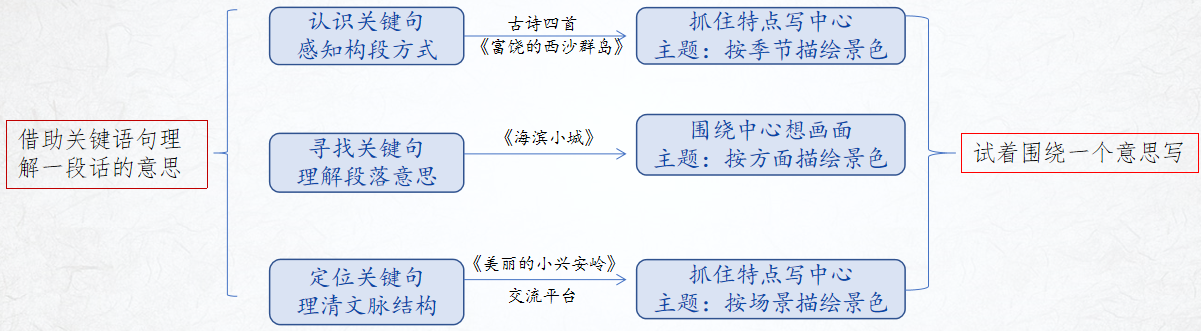 借助关键语句理
解一段话的意思
认识关键句
感知构段方式
古诗四首
《富饶的西沙群岛》
抓住特点写中心
主题：按季节描绘景色
寻找关键句
理解段落意思
《海滨小城》
围绕中心想画面
主题：按方面描绘景色
定位关键句
理清文脉结构
《美丽的小兴安岭》
交流平台
抓住特点写中心
主题：按场景描绘景色
试着围绕一个意思写